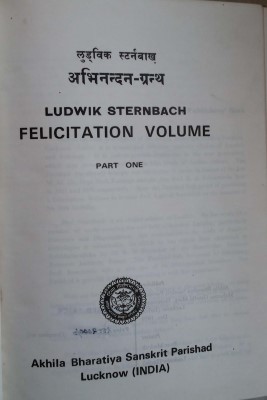 लुड्विक स्टर्नबाख़
अभिनन्दन-ग्रन्थ
LUDWIK STERNBACH
FELICITATION VOLUME
PART ONE
Akhila Bharatiya Sanskrit Parishad
Lucknow (INDIA)